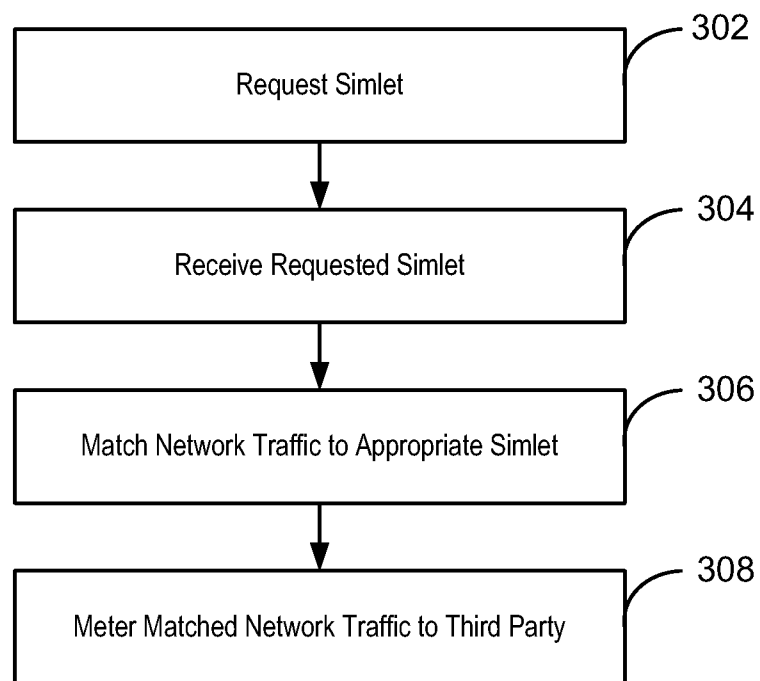 302
Request Simlet
304
Receive Requested Simlet
306
Match Network Traffic to Appropriate Simlet
308
Meter Matched Network Traffic to Third Party